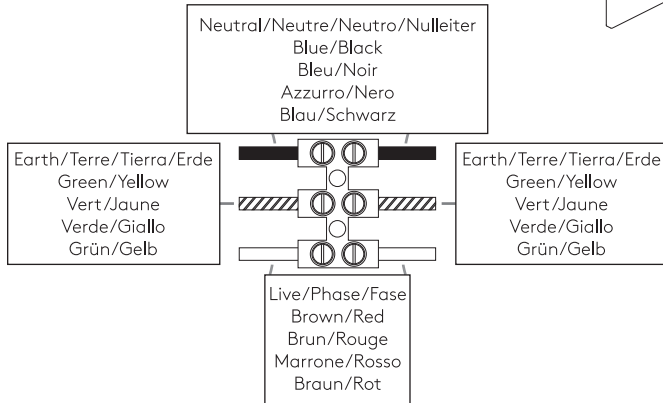 Neutral/Neutre/Neutro/Nulleiter
Blue/Black
Bleu/Noir
Azzurro/Nero
Blau/Schwarz
Earth/Terre/Tierra/Erde
Green/Yellow
Vert/Jaune
Verde/Giallo
Grün/Gelb
Earth/Terre/Tierra/Erde
Green/Yellow
Vert/Jaune
Verde/Giallo
Grün/Gelb
Live/Phase/Fase
Brown/Red
Brun/Rouge
Marrone/Rosso
Braun/Rot